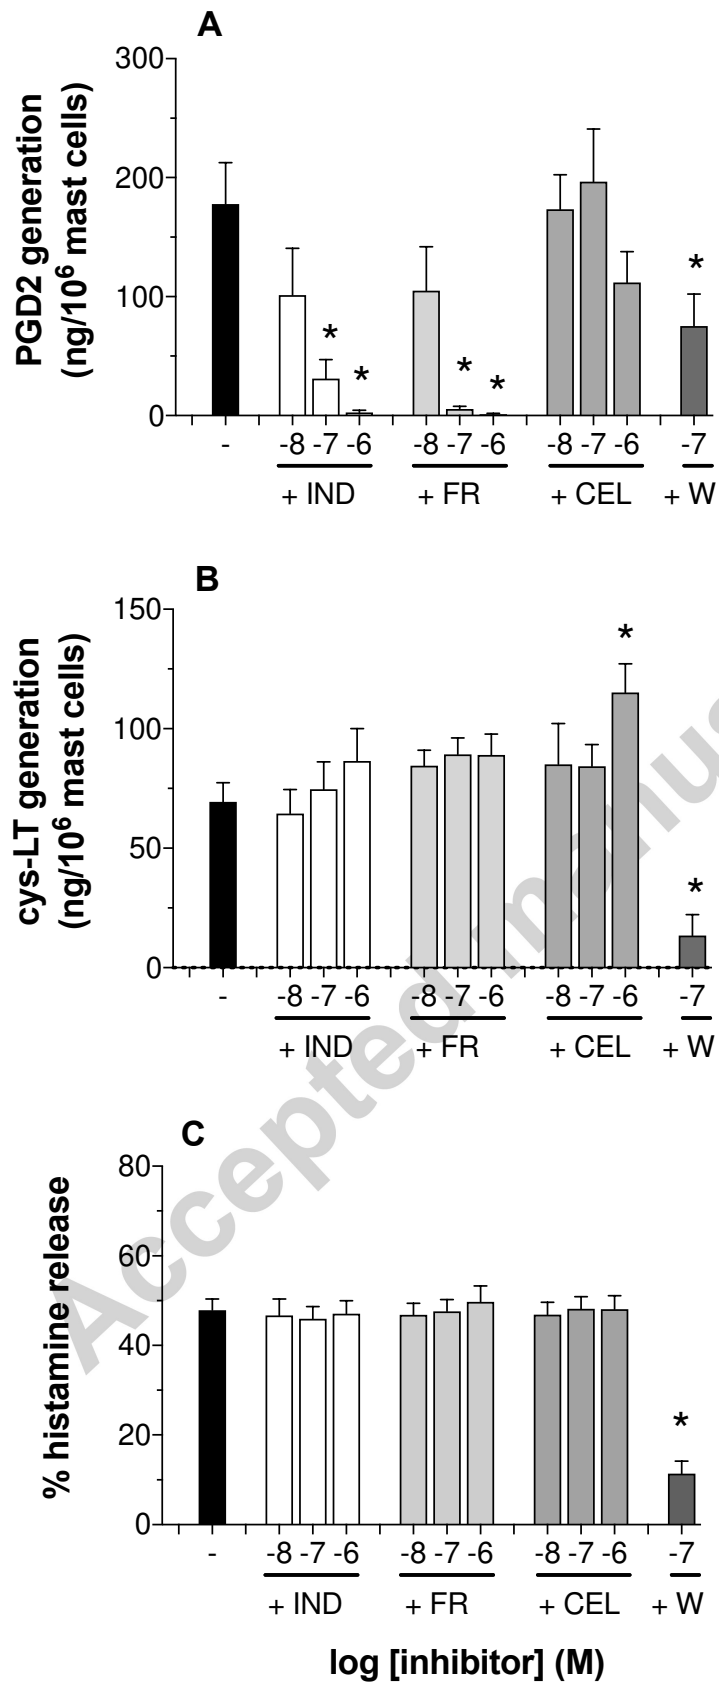 A
PGD2 generation
(ng/10⁶ mast cells)
300
200
100
0
*
*
*
*
*
- -8 -7 -6 -8 -7 -6 -8 -7 -6 -7
+ IND + FR + CEL + W
B
cys-LT generation
(ng/10⁶ mast cells)
150
100
50
0
*
*
- -8 -7 -6 -8 -7 -6 -8 -7 -6 -7
+ IND + FR + CEL + W
C
% histamine release
80
60
40
20
0
*
- -8 -7 -6 -8 -7 -6 -8 -7 -6 -7
+ IND + FR + CEL + W
log [inhibitor] (M)
Accepted manus